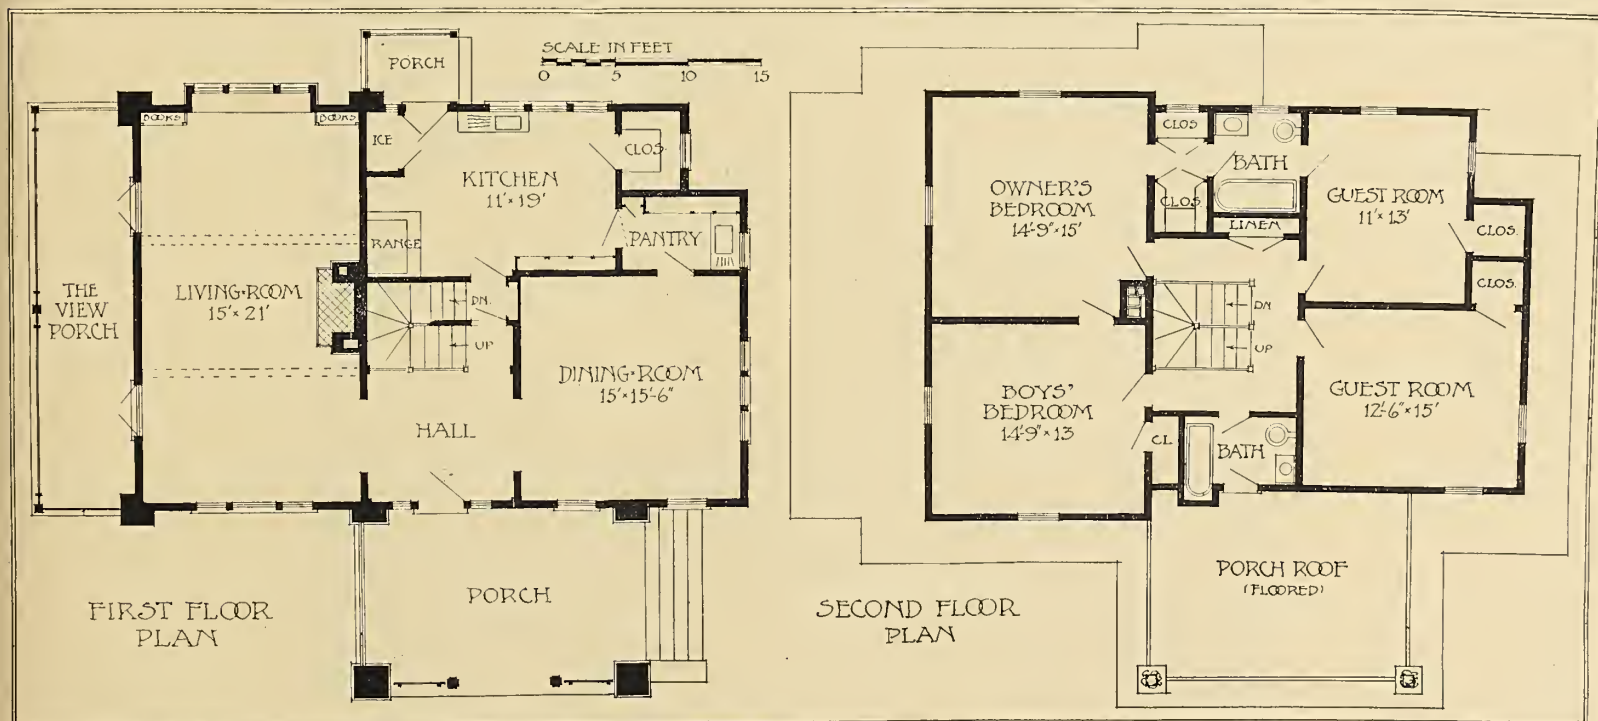 SCALE IN FEET
0 5 10 15
PORCH
BOOKS
BOOKS
ICE
CLOS.
KITCHEN
11'×19'
RANGE
PANTRY
THE
VIEW
PORCH
LIVING-ROOM
15'×21'
DN.
UP
DINING-ROOM
15'×15'-6"
HALL
PORCH
FIRST FLOOR
PLAN
CLOS
BATH
OWNER'S
BEDROOM
14'-9"×15'
CLOS.
LINEN
GUEST ROOM
11'×13'
CLOS.
CLOS.
DN
UP
BOYS'
BEDROOM
14'-9"×13
GUEST ROOM
12'-6"×15'
CL.
BATH
PORCH ROOF
(FLOORED)
SECOND FLOOR
PLAN